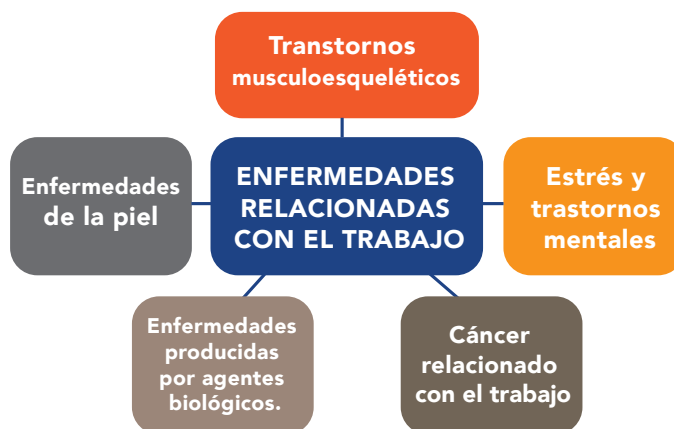 Transtornos
musculoesqueléticos
Enfermedades
de la piel
ENFERMEDADES
RELACIONADAS
CON EL TRABAJO
Estrés y
trastornos
mentales
Enfermedades
producidas
por agentes
biológicos.
Cáncer
relacionado
con el trabajo